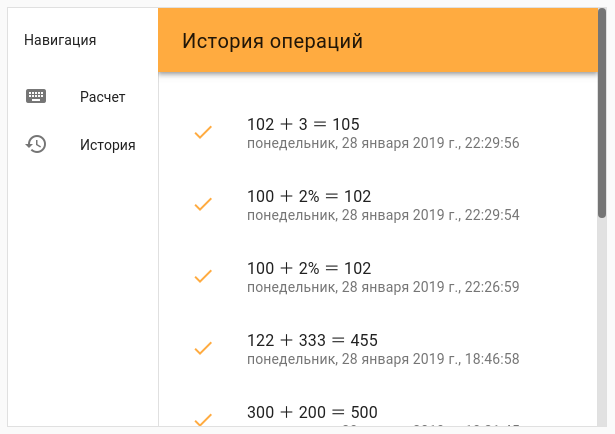 Навигация
История операций
Расчет
История
102 + 3 = 105
понедельник, 28 января 2019 г., 22:29:56
100 + 2% = 102
понедельник, 28 января 2019 г., 22:29:54
100 + 2% = 102
понедельник, 28 января 2019 г., 22:26:59
122 + 333 = 455
понедельник, 28 января 2019 г., 18:46:58
300 + 200 = 500